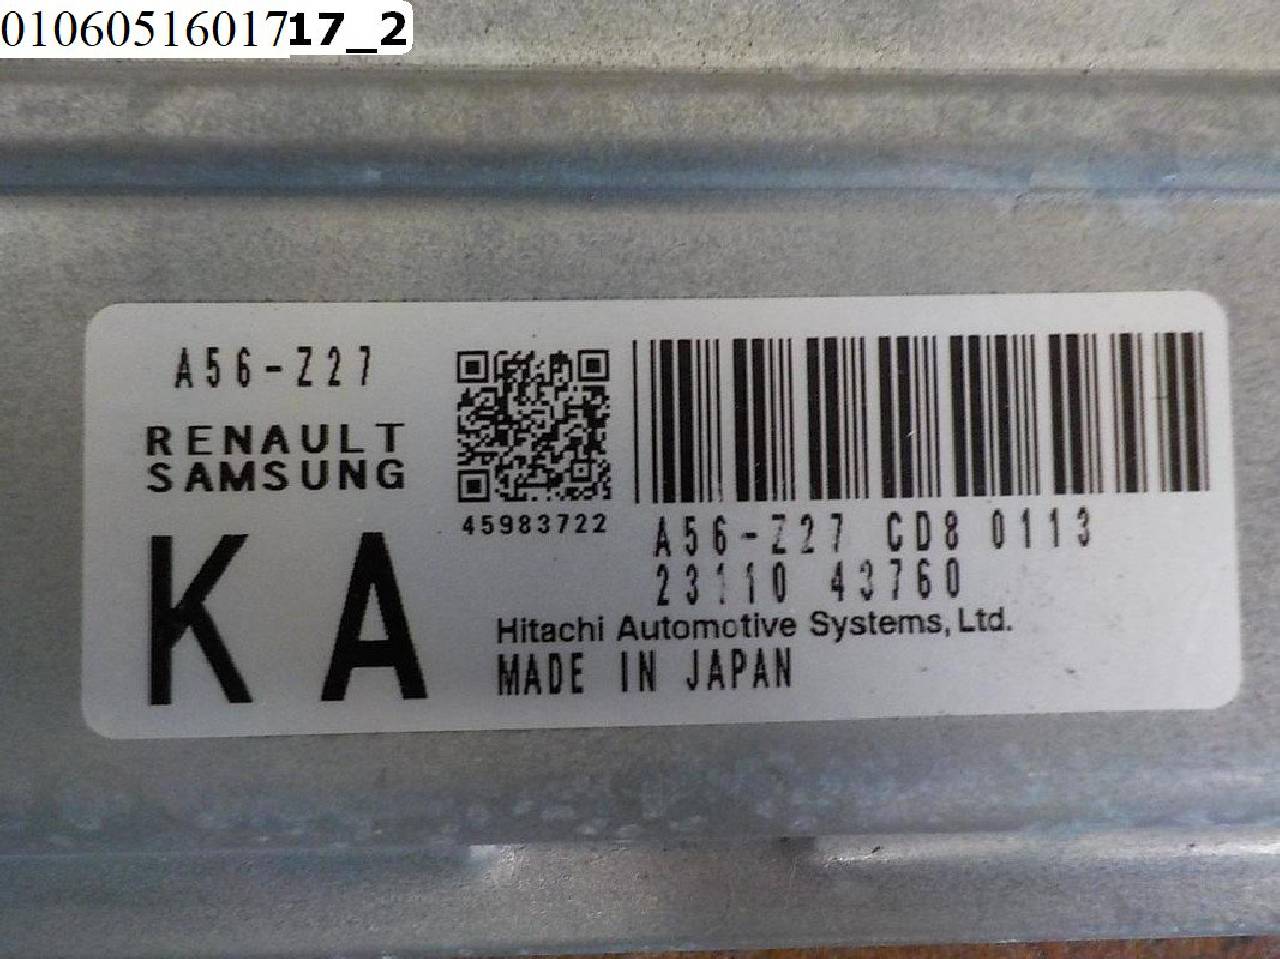 0106051601717_2
A56-Z27
RENAULT
SAMSUNG
45983722
KA
A56-Z27 CD8 0113
23110 43760
Hitachi Automotive Systems, Ltd.
MADE IN JAPAN